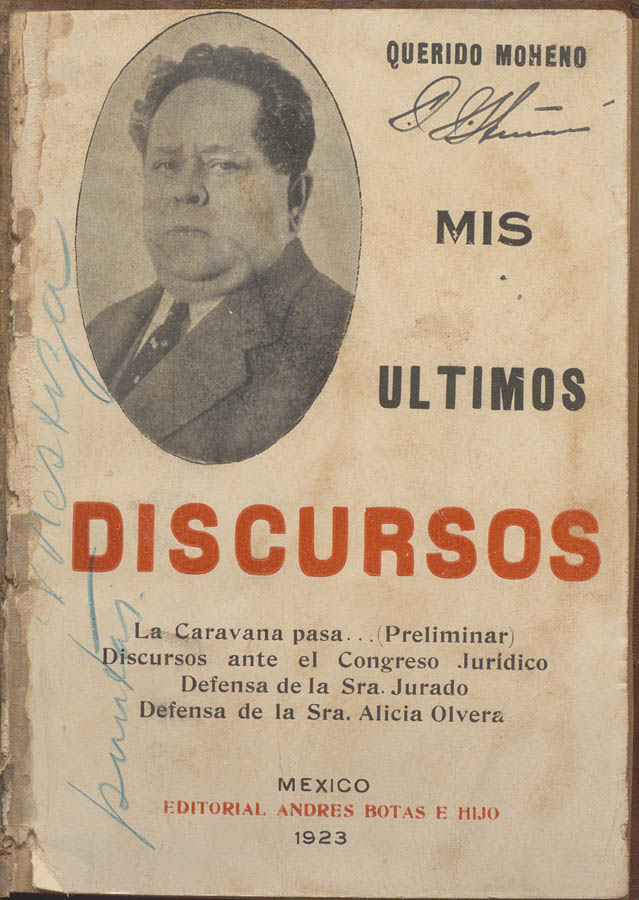 QUERIDO MOHENO
MIS
ULTIMOS
DISCURSOS
La Caravana pasa...(Preliminar)
Discursos ante el Congreso Jurídico
Defensa de la Sra. Jurado
Defensa de la Sra. Alicia Olvera
MEXICO
EDITORIAL ANDRES BOTAS E HIJO
1923